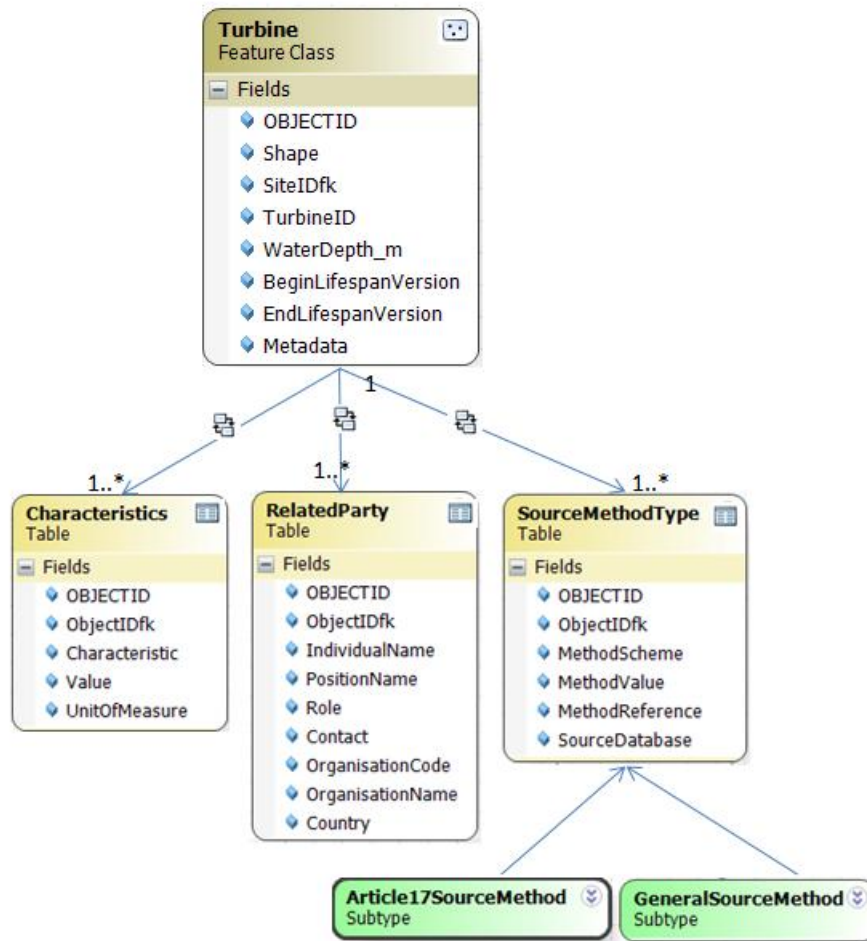 Turbine
Feature Class
Fields
OBJECTID
Shape
SiteIDfk
TurbineID
WaterDepth_m
BeginLifespanVersion
EndLifespanVersion
Metadata
1
1..*
1..*
1..*
Characteristics
Table
Fields
OBJECTID
ObjectIDfk
Characteristic
Value
UnitOfMeasure
RelatedParty
Table
Fields
OBJECTID
ObjectIDfk
IndividualName
PositionName
Role
Contact
OrganisationCode
OrganisationName
Country
SourceMethodType
Table
Fields
OBJECTID
ObjectIDfk
MethodScheme
MethodValue
MethodReference
SourceDatabase
Article17SourceMethod
Subtype
GeneralSourceMethod
Subtype